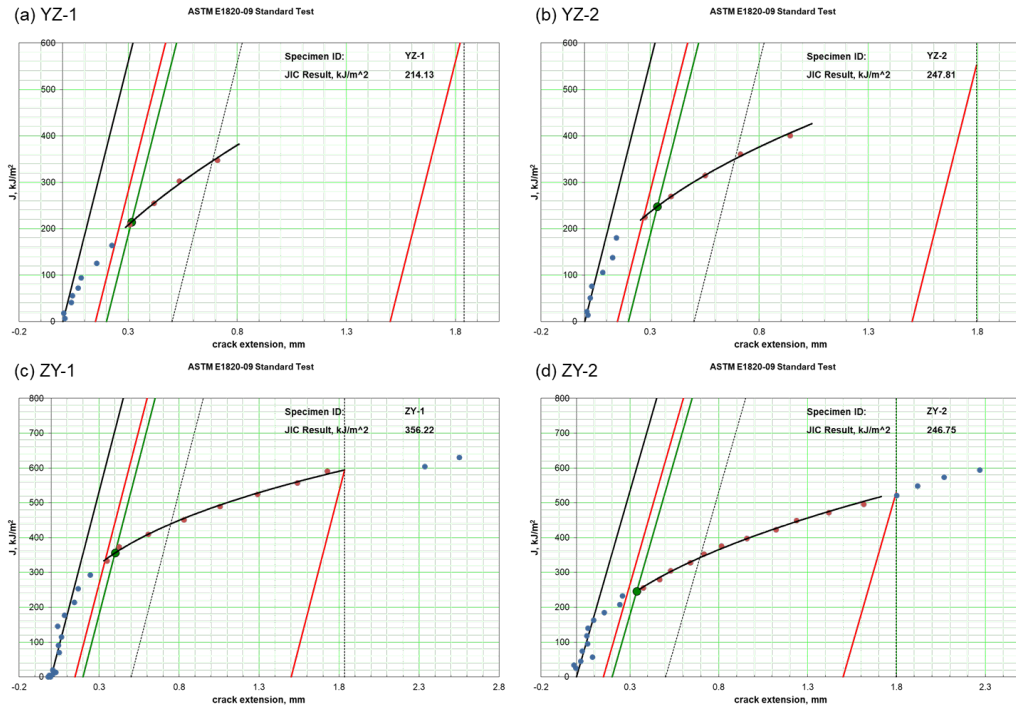 (a) YZ-1
ASTM E1820-09 Standard Test
Specimen ID: YZ-1
JIC Result, kJ/m^2 214.13
J, kJ/m²
600
500
400
300
200
100
0
-0.2 0.3 0.8 1.3 1.8
crack extension, mm
(b) YZ-2
ASTM E1820-09 Standard Test
Specimen ID: YZ-2
JIC Result, kJ/m^2 247.81
J, kJ/m²
600
500
400
300
200
100
0
-0.2 0.3 0.8 1.3 1.8
crack extension, mm
(c) ZY-1
ASTM E1820-09 Standard Test
Specimen ID: ZY-1
JIC Result, kJ/m^2 356.22
J, kJ/m²
800
700
600
500
400
300
200
100
0
-0.2 0.3 0.8 1.3 1.8 2.3 2.8
crack extension, mm
(d) ZY-2
ASTM E1820-09 Standard Test
Specimen ID: ZY-2
JIC Result, kJ/m^2 246.75
J, kJ/m²
800
700
600
500
400
300
200
100
0
-0.2 0.3 0.8 1.3 1.8 2.3
crack extension, mm